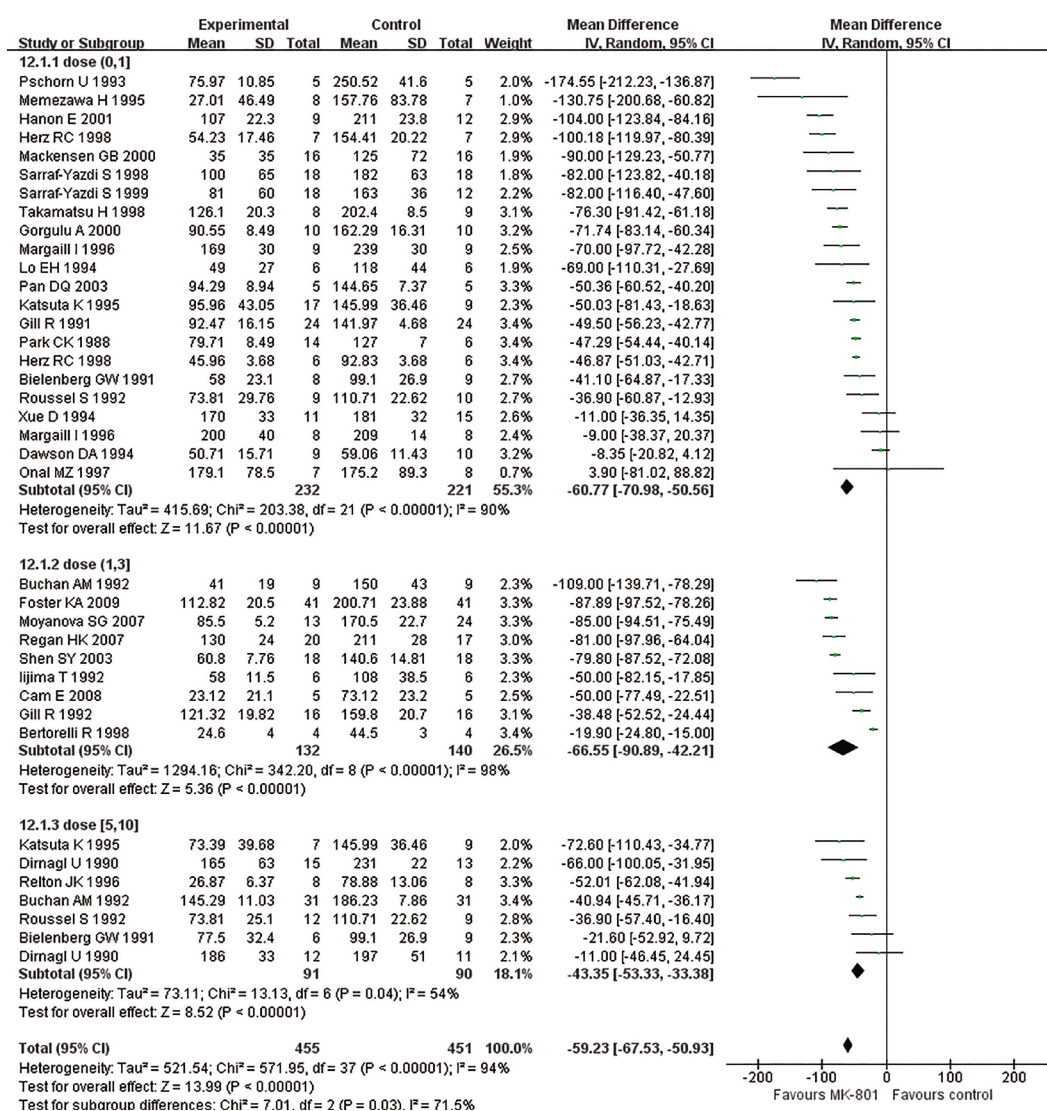 Experimental Control Mean Difference Mean Difference
Study or Subgroup Mean SD Total Mean SD Total Weight IV, Random, 95% CI IV, Random, 95% CI
12.1.1 dose (0,1]
Pschorn U 1993 75.97 10.85 5 250.52 41.6 5 2.0% -174.55 [-212.23, -136.87]
Memezawa H 1995 27.01 46.49 8 157.76 83.78 7 1.0% -130.75 [-200.68, -60.82]
Hanon E 2001 107 22.3 9 211 23.8 12 2.9% -104.00 [-123.84, -84.16]
Herz RC 1998 54.23 17.46 7 154.41 20.22 7 2.9% -100.18 [-119.97, -80.39]
Mackensen GB 2000 35 35 16 125 72 16 1.9% -90.00 [-129.23, -50.77]
Sarraf-Yazdi S 1998 100 65 18 182 63 18 1.8% -82.00 [-123.82, -40.18]
Sarraf-Yazdi S 1999 81 60 18 163 36 12 2.2% -82.00 [-116.40, -47.60]
Takamatsu H 1998 126.1 20.3 8 202.4 8.5 9 3.1% -76.30 [-91.42, -61.18]
Gorgulu A 2000 90.55 8.49 10 162.29 16.31 10 3.2% -71.74 [-83.14, -60.34]
Margaill I 1996 169 30 9 239 30 9 2.5% -70.00 [-97.72, -42.28]
Lo EH 1994 49 27 6 118 44 6 1.9% -69.00 [-110.31, -27.69]
Pan DQ 2003 94.29 8.94 5 144.65 7.37 5 3.3% -50.36 [-60.52, -40.20]
Katsuta K 1995 95.96 43.05 17 145.99 36.46 9 2.3% -50.03 [-81.43, -18.63]
Gill R 1991 92.47 16.15 24 141.97 4.68 24 3.4% -49.50 [-56.23, -42.77]
Park CK 1988 79.71 8.49 14 127 7 6 3.4% -47.29 [-54.44, -40.14]
Herz RC 1998 45.96 3.68 6 92.83 3.68 6 3.4% -46.87 [-51.03, -42.71]
Bielenberg GW 1991 58 23.1 8 99.1 26.9 9 2.7% -41.10 [-64.87, -17.33]
Roussel S 1992 73.81 29.76 9 110.71 22.62 10 2.7% -36.90 [-60.87, -12.93]
Xue D 1994 170 33 11 181 32 15 2.6% -11.00 [-36.35, 14.35]
Margaill I 1996 200 40 8 209 14 8 2.4% -9.00 [-38.37, 20.37]
Dawson DA 1994 50.71 15.71 9 59.06 11.43 10 3.2% -8.35 [-20.82, 4.12]
Onal MZ 1997 179.1 78.5 7 175.2 89.3 8 0.7% 3.90 [-81.02, 88.82]
Subtotal (95% CI) 232 221 55.3% -60.77 [-70.98, -50.56]
Heterogeneity: Tau² = 415.69; Chi² = 203.38, df = 21 (P < 0.00001); I² = 90%
Test for overall effect: Z = 11.67 (P < 0.00001)
12.1.2 dose (1,3]
Buchan AM 1992 41 19 9 150 43 9 2.3% -109.00 [-139.71, -78.29]
Foster KA 2009 112.82 20.5 41 200.71 23.88 41 3.3% -87.89 [-97.52, -78.26]
Moyanova SG 2007 85.5 5.2 13 170.5 22.7 24 3.3% -85.00 [-94.51, -75.49]
Regan HK 2007 130 24 20 211 28 17 3.0% -81.00 [-97.96, -64.04]
Shen SY 2003 60.8 7.76 18 140.6 14.81 18 3.3% -79.80 [-87.52, -72.08]
Iijima T 1992 58 11.5 6 108 38.5 6 2.3% -50.00 [-82.15, -17.85]
Cam E 2008 23.12 21.1 5 73.12 23.2 5 2.5% -50.00 [-77.49, -22.51]
Gill R 1992 121.32 19.82 16 159.8 20.7 16 3.1% -38.48 [-52.52, -24.44]
Bertorelli R 1998 24.6 4 4 44.5 3 4 3.4% -19.90 [-24.80, -15.00]
Subtotal (95% CI) 132 140 26.5% -66.55 [-90.89, -42.21]
Heterogeneity: Tau² = 1294.16; Chi² = 342.20, df = 8 (P < 0.00001); I² = 98%
Test for overall effect: Z = 5.36 (P < 0.00001)
12.1.3 dose [5,10]
Katsuta K 1995 73.39 39.68 7 145.99 36.46 9 2.0% -72.60 [-110.43, -34.77]
Dirnagl U 1990 165 63 15 231 22 13 2.2% -66.00 [-100.05, -31.95]
Relton JK 1996 26.87 6.37 8 78.88 13.06 8 3.3% -52.01 [-62.08, -41.94]
Buchan AM 1992 145.29 11.03 31 186.23 7.86 31 3.4% -40.94 [-45.71, -36.17]
Roussel S 1992 73.81 25.1 12 110.71 22.62 9 2.8% -36.90 [-57.40, -16.40]
Bielenberg GW 1991 77.5 32.4 6 99.1 26.9 9 2.3% -21.60 [-52.92, 9.72]
Dirnagl U 1990 186 33 12 197 51 11 2.1% -11.00 [-46.45, 24.45]
Subtotal (95% CI) 91 90 18.1% -43.35 [-53.33, -33.38]
Heterogeneity: Tau² = 73.11; Chi² = 13.13, df = 6 (P = 0.04); I² = 54%
Test for overall effect: Z = 8.52 (P < 0.00001)
Total (95% CI) 455 451 100.0% -59.23 [-67.53, -50.93]
Heterogeneity: Tau² = 521.54; Chi² = 571.95, df = 37 (P < 0.00001); I² = 94%
Test for overall effect: Z = 13.99 (P < 0.00001)
Test for subgroup differences: Chi² = 7.01, df = 2 (P = 0.03), I² = 71.5%
-200 -100 0 100 200
Favours MK-801 Favours control